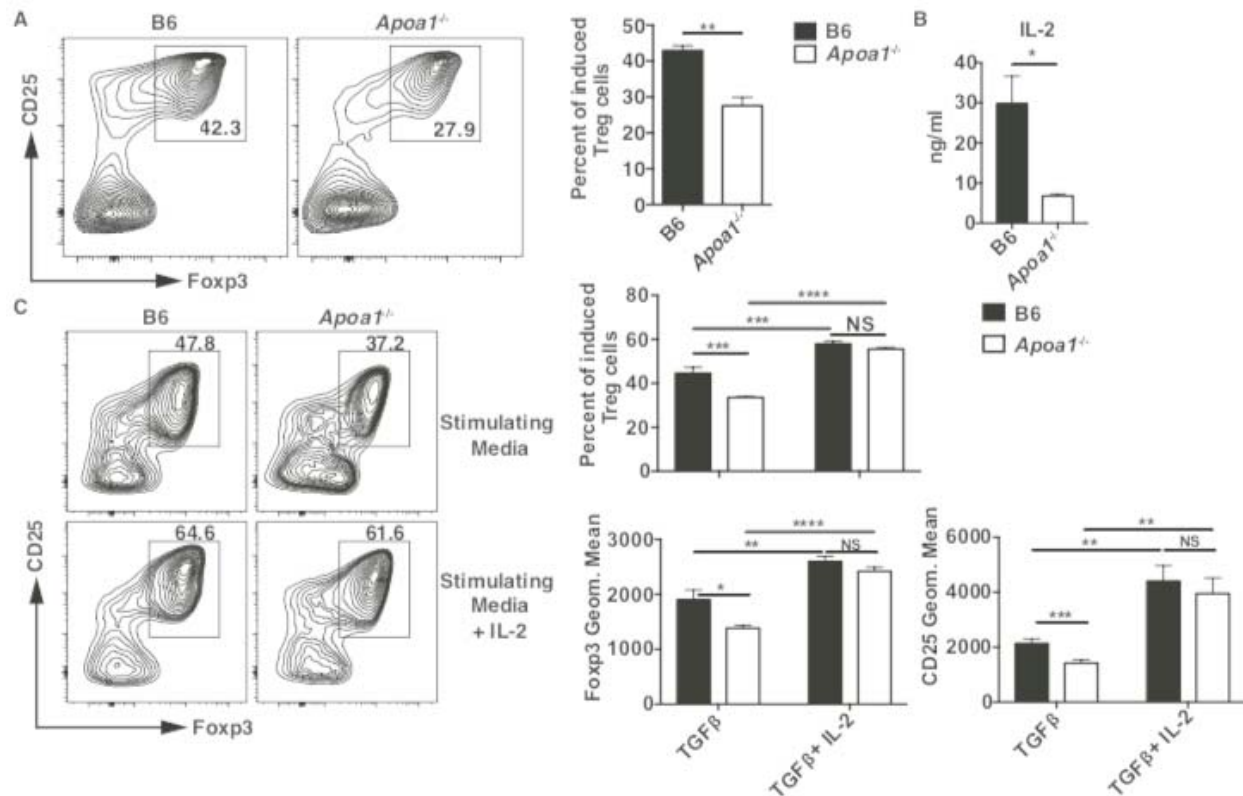 A
B6
Apoa1-/-
CD25
42.3
27.9
Foxp3
Percent of induced
Treg cells
50
40
30
20
10
0
**
B6
Apoa1-/-
B6
Apoa1-/-
B
IL-2
ng/ml
40
30
20
10
0
*
B6
Apoa1-/-
B6
Apoa1-/-
C
B6
Apoa1-/-
47.8
37.2
Stimulating
Media
64.6
61.6
Stimulating
Media
+ IL-2
CD25
Foxp3
Percent of induced
Treg cells
80
60
40
20
0
****
***
NS
***
Foxp3 Geom. Mean
3000
2000
1000
0
****
**
NS
*
TGFβ
TGFβ+ IL-2
CD25 Geom. Mean
6000
4000
2000
0
**
**
NS
***
TGFβ
TGFβ+ IL-2